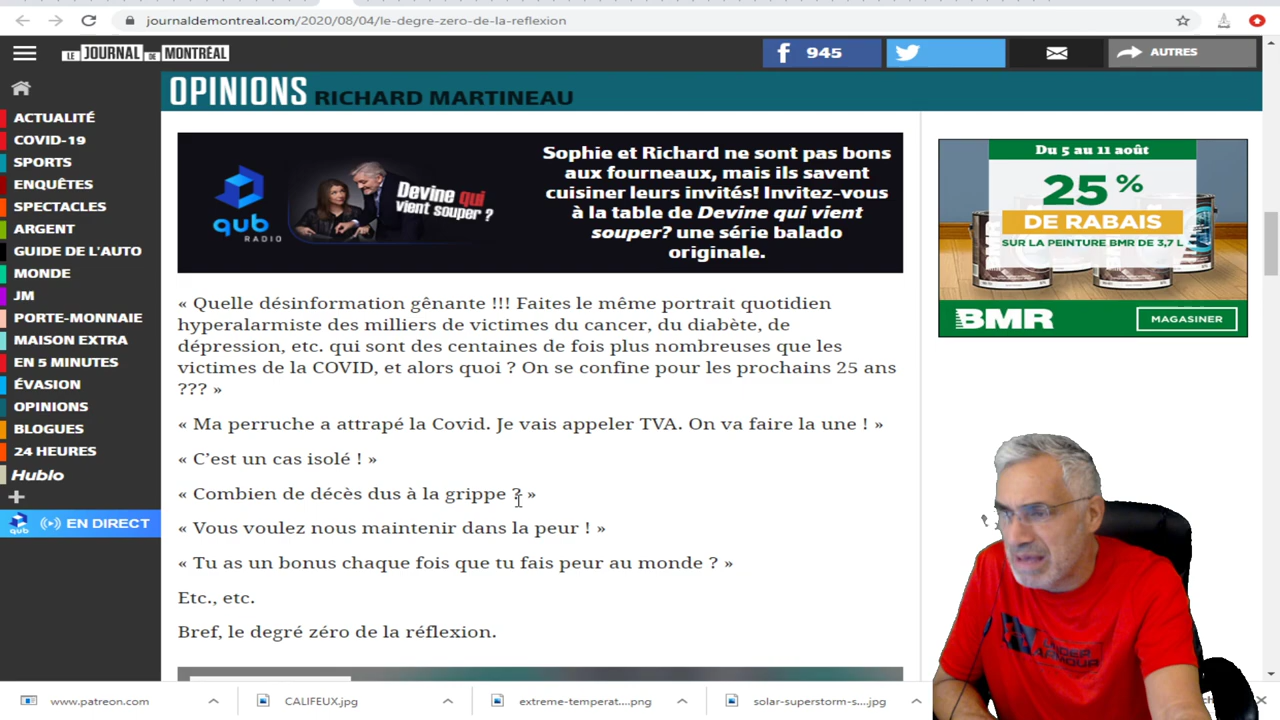 journaldemontreal.com/2020/08/04/le-degre-zero-de-la-reflexion
LE JOURNAL DE MONTRÉAL
945
AUTRES
OPINIONS RICHARD MARTINEAU
ACTUALITÉ
COVID-19
SPORTS
ENQUÊTES
SPECTACLES
ARGENT
GUIDE DE L'AUTO
MONDE
JM
PORTE-MONNAIE
MAISON EXTRA
EN 5 MINUTES
ÉVASION
OPINIONS
BLOGUES
24 HEURES
Hublo
EN DIRECT
qub
RADIO
Devine qui
vient souper ?
Sophie et Richard ne sont pas bons
aux fourneaux, mais ils savent
cuisiner leurs invités! Invitez-vous
à la table de Devine qui vient
souper? une série balado
originale.
« Quelle désinformation gênante !!! Faites le même portrait quotidien
hyperalarmiste des milliers de victimes du cancer, du diabète, de
dépression, etc. qui sont des centaines de fois plus nombreuses que les
victimes de la COVID, et alors quoi ? On se confine pour les prochains 25 ans
??? »
« Ma perruche a attrapé la Covid. Je vais appeler TVA. On va faire la une ! »
« C’est un cas isolé ! »
« Combien de décès dus à la grippe ? »
« Vous voulez nous maintenir dans la peur ! »
« Tu as un bonus chaque fois que tu fais peur au monde ? »
Etc., etc.
Bref, le degré zéro de la réflexion.
Du 5 au 11 août
25 %
DE RABAIS
SUR LA PEINTURE BMR DE 3,7 L
BMR
MAGASINER
UNDER
ARMOUR
www.patreon.com
CALIFEUX.jpg
extreme-temperat....png
solar-superstorm-s....jpg